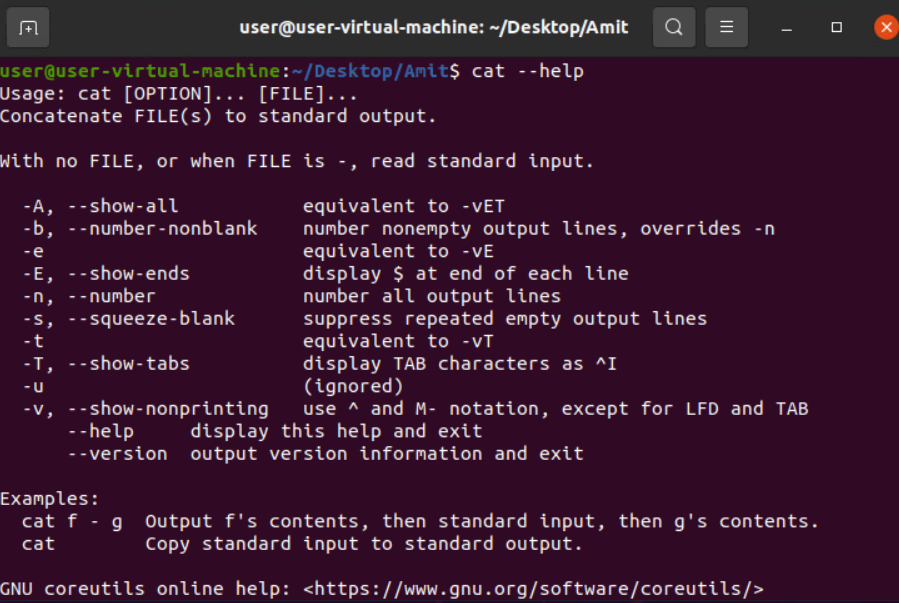 user@user-virtual-machine: ~/Desktop/Amit
user@user-virtual-machine:~/Desktop/Amit$ cat --help
Usage: cat [OPTION]... [FILE]...
Concatenate FILE(s) to standard output.

With no FILE, or when FILE is -, read standard input.

  -A, --show-all           equivalent to -vET
  -b, --number-nonblank    number nonempty output lines, overrides -n
  -e                       equivalent to -vE
  -E, --show-ends          display $ at end of each line
  -n, --number             number all output lines
  -s, --squeeze-blank      suppress repeated empty output lines
  -t                       equivalent to -vT
  -T, --show-tabs          display TAB characters as ^I
  -u                       (ignored)
  -v, --show-nonprinting   use ^ and M- notation, except for LFD and TAB
      --help     display this help and exit
      --version  output version information and exit

Examples:
  cat f - g  Output f's contents, then standard input, then g's contents.
  cat        Copy standard input to standard output.

GNU coreutils online help: <https://www.gnu.org/software/coreutils/>